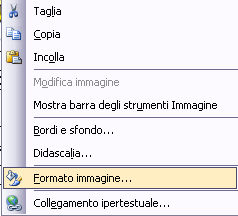 Taglia
Copia
Incolla
Modifica immagine
Mostra barra degli strumenti Immagine
Bordi e sfondo...
Didascalia...
Formato immagine...
Collegamento ipertestuale...